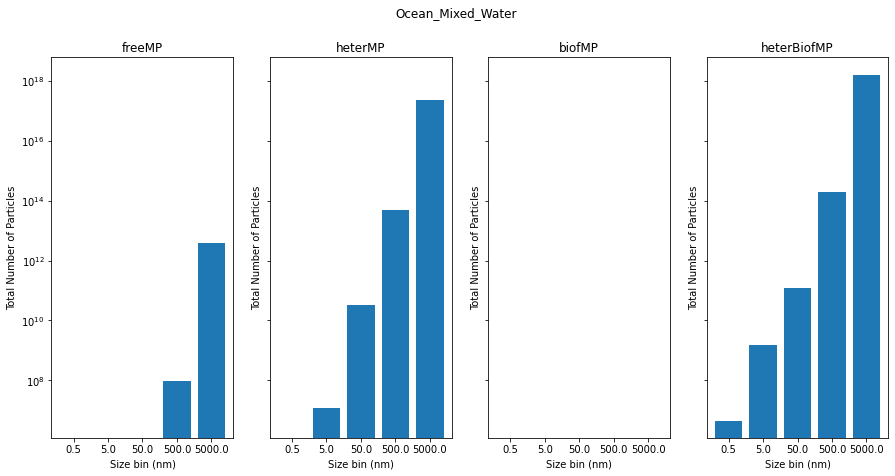 Ocean_Mixed_Water
freeMP
heterMP
biofMP
heterBiofMP
Total Number of Particles
10^18
10^16
10^14
10^12
10^10
10^8
0.5 5.0 50.0 500.0 5000.0
Size bin (nm)
Total Number of Particles
0.5 5.0 50.0 500.0 5000.0
Size bin (nm)
Total Number of Particles
0.5 5.0 50.0 500.0 5000.0
Size bin (nm)
Total Number of Particles
0.5 5.0 50.0 500.0 5000.0
Size bin (nm)